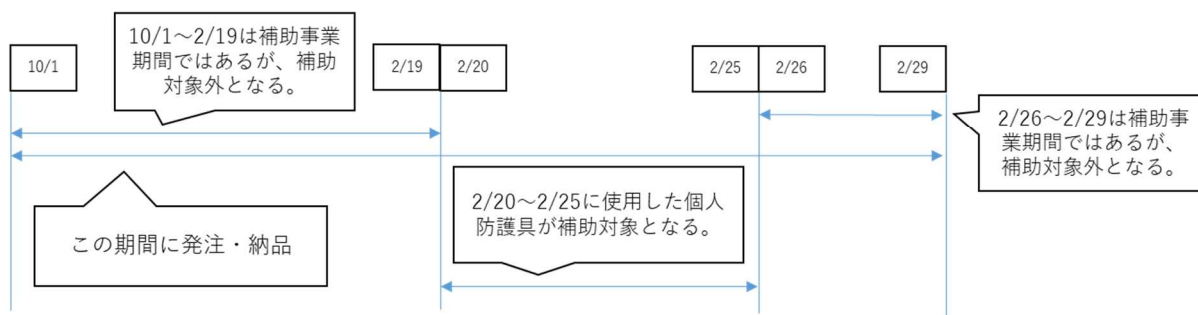 10/1
10/1～2/19は補助事業
期間ではあるが、補助
対象外となる。
2/19
2/20
2/25
2/26
2/29
2/26～2/29は補助事
業期間ではあるが、
補助対象外となる。
この期間に発注・納品
2/20～2/25に使用した個人
防護具が補助対象となる。